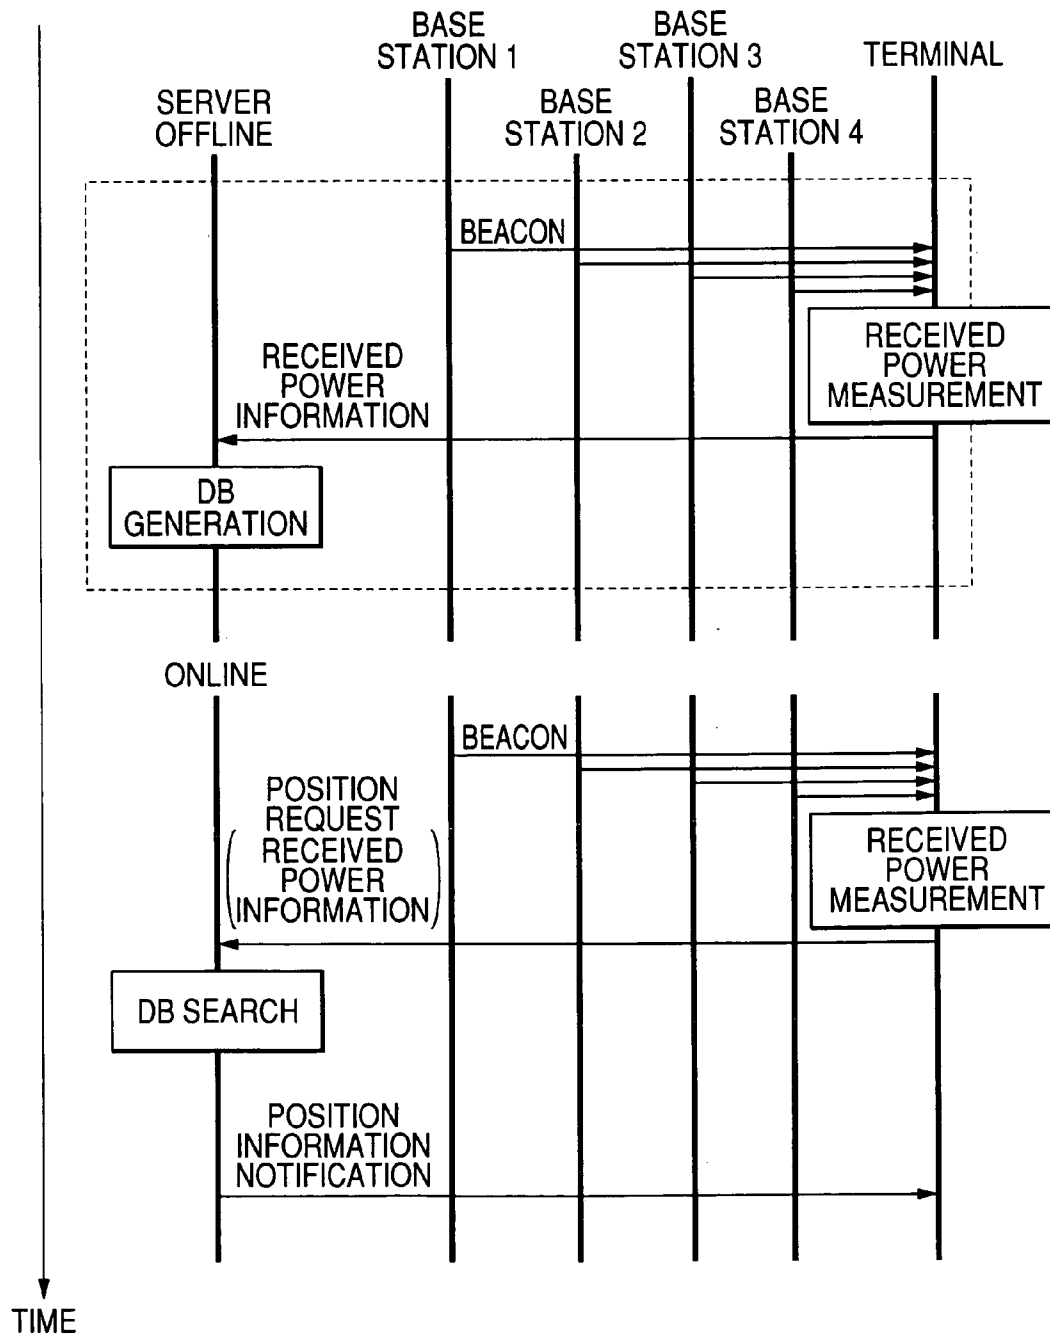 BASE
STATION 1
BASE
STATION 3
TERMINAL
SERVER
OFFLINE
BASE
STATION 2
BASE
STATION 4
BEACON
RECEIVED
POWER
MEASUREMENT
RECEIVED
POWER
INFORMATION
DB
GENERATION
ONLINE
BEACON
POSITION
REQUEST
(RECEIVED
POWER
INFORMATION)
RECEIVED
POWER
MEASUREMENT
DB SEARCH
POSITION
INFORMATION
NOTIFICATION
TIME